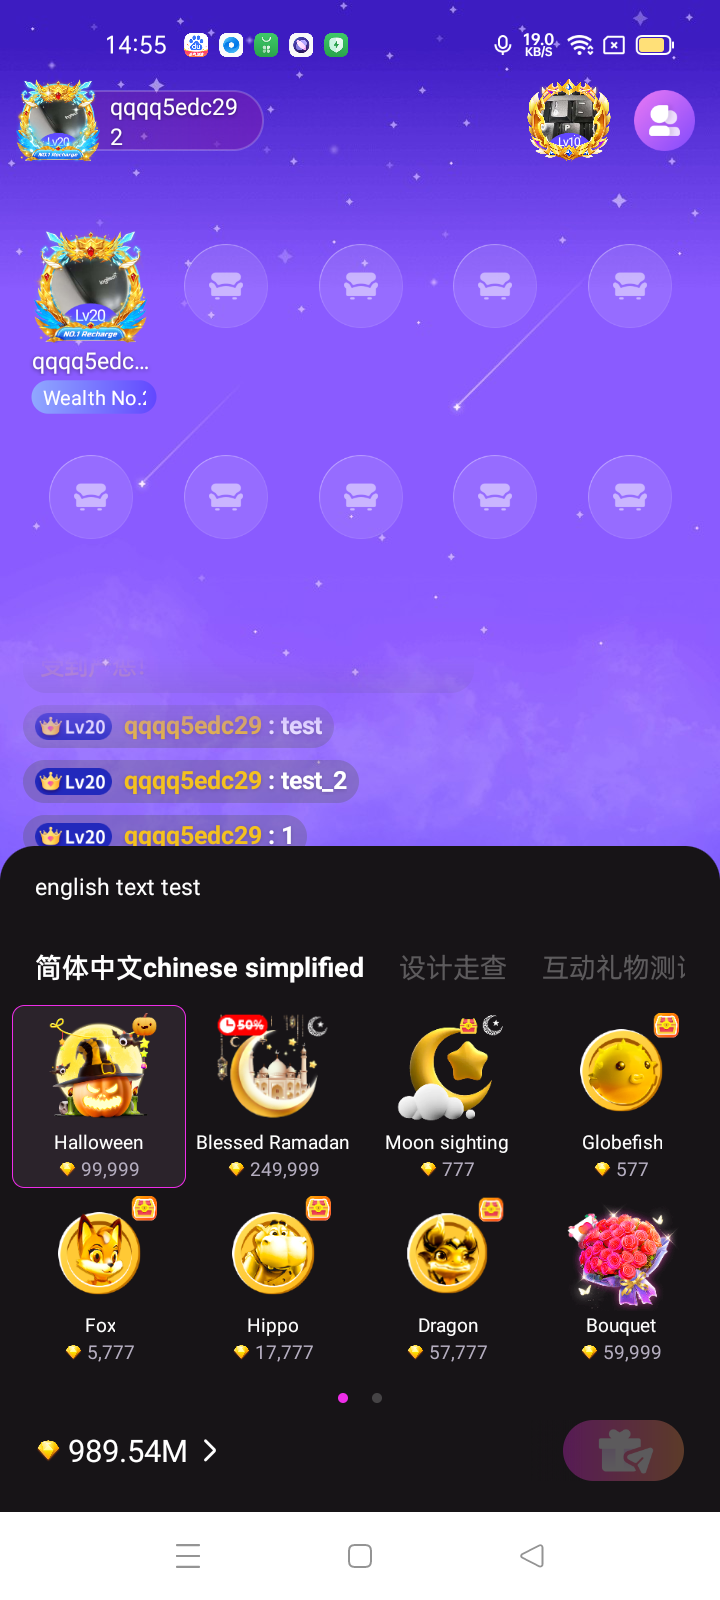 14:55
19.0
KB/S
qqqq5edc29
2
Lv20
NO.1 Recharge
P
Lv10
Lv20
NO.1 Recharge
qqqq5edc...
Wealth No.
Lv20 qqqq5edc29 : test
Lv20 qqqq5edc29 : test_2
Lv20 qqqq5edc29 : 1
english text test
简体中文chinese simplified 设计走查 互动礼物测
50%
Halloween Blessed Ramadan Moon sighting Globefish
99,999 249,999 777 577
Fox Hippo Dragon Bouquet
5,777 17,777 57,777 59,999
989.54M